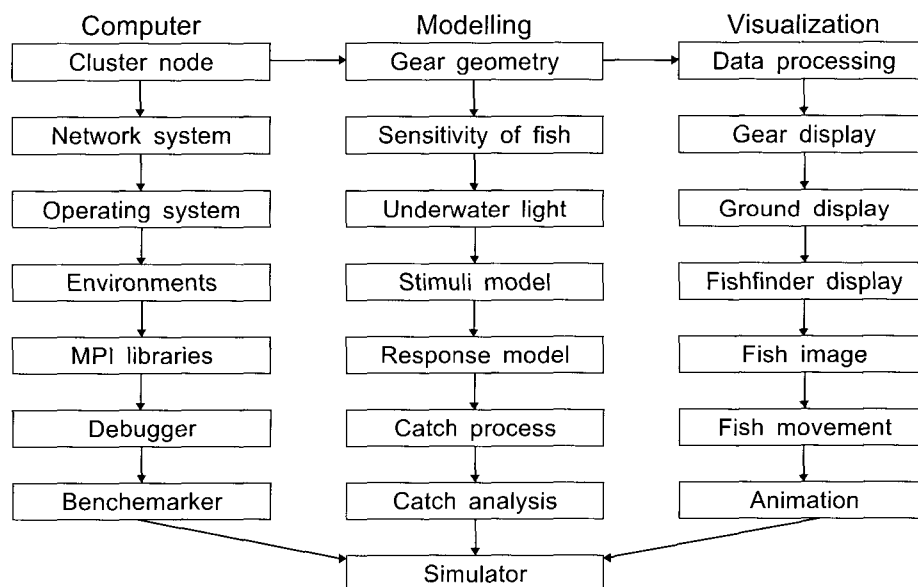 Computer
Modelling
Visualization
Cluster node
Gear geometry
Data processing
Network system
Sensitivity of fish
Gear display
Operating system
Underwater light
Ground display
Environments
Stimuli model
Fishfinder display
MPI libraries
Response model
Fish image
Debugger
Catch process
Fish movement
Benchemarker
Catch analysis
Animation
Simulator